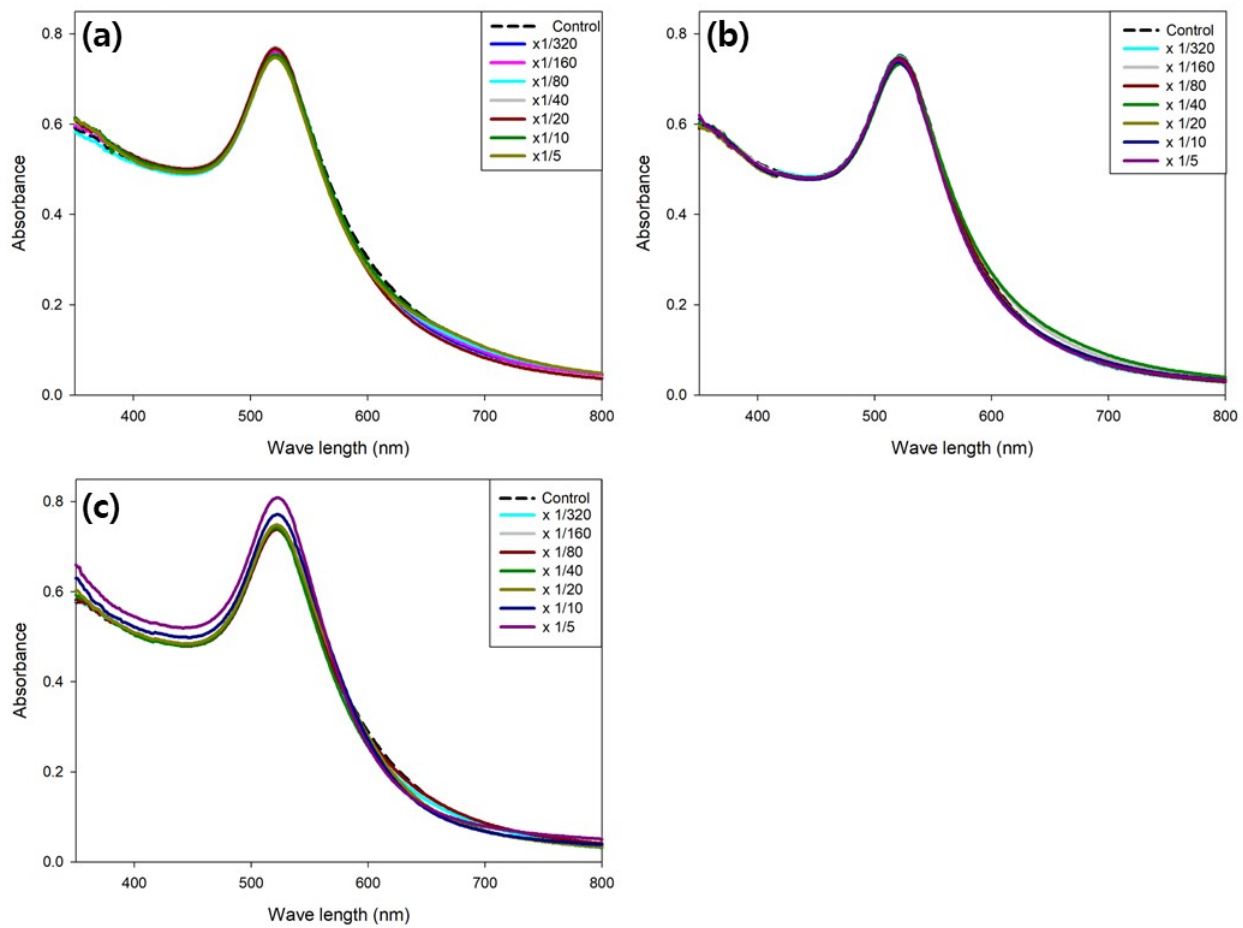 (a)
Control
x1/320
x1/160
x1/80
x1/40
x1/20
x1/10
x1/5
0.8
0.6
0.4
0.2
0.0
Absorbance
400 500 600 700 800
Wave length (nm)
(b)
Control
x 1/320
x 1/160
x 1/80
x 1/40
x 1/20
x 1/10
x 1/5
0.8
0.6
0.4
0.2
0.0
Absorbance
400 500 600 700 800
Wave length (nm)
(c)
Control
x 1/320
x 1/160
x 1/80
x 1/40
x 1/20
x 1/10
x 1/5
0.8
0.6
0.4
0.2
0.0
Absorbance
400 500 600 700 800
Wave length (nm)